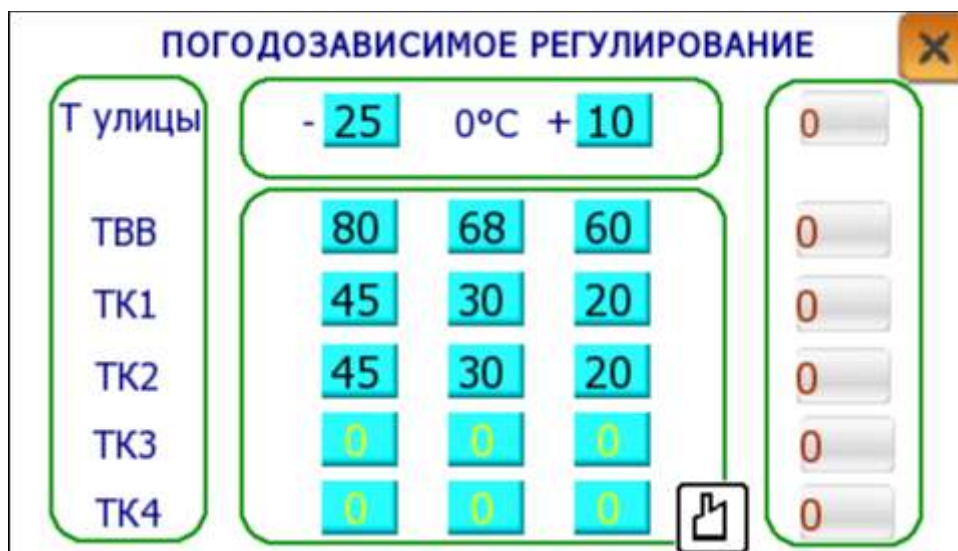 ПОГОДОЗАВИСИМОЕ РЕГУЛИРОВАНИЕ
Т улицы - 25 0°C + 10 0
ТВВ 80 68 60 0
ТК1 45 30 20 0
ТК2 45 30 20 0
ТК3 0 0 0 0
ТК4 0 0 0 0